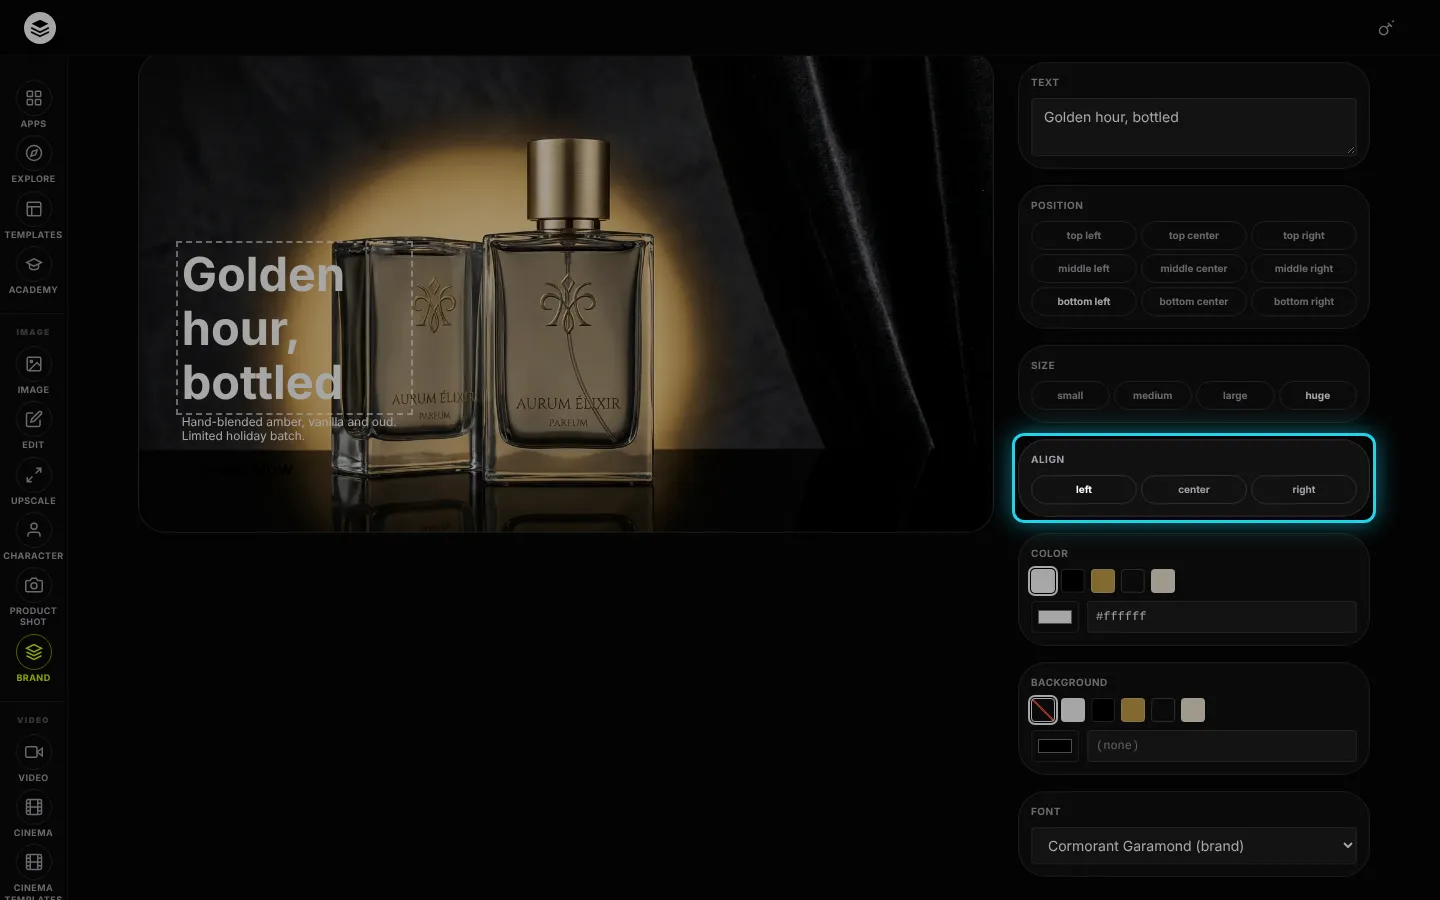 APPS
EXPLORE
TEMPLATES
ACADEMY
IMAGE
IMAGE
EDIT
UPSCALE
CHARACTER
PRODUCT
SHOT
BRAND
VIDEO
VIDEO
CINEMA
CINEMA
TEMPLATES
Golden
hour,
bottled
Hand-blended amber, vanilla and oud.
Limited holiday batch.
NOW
AURUM ÉLIXIR
PARFUM
AURUM ÉLIXIR
PARFUM
TEXT
Golden hour, bottled
POSITION
top left top center top right
middle left middle center middle right
bottom left bottom center bottom right
SIZE
small medium large huge
ALIGN
left center right
COLOR
#ffffff
BACKGROUND
(none)
FONT
Cormorant Garamond (brand)